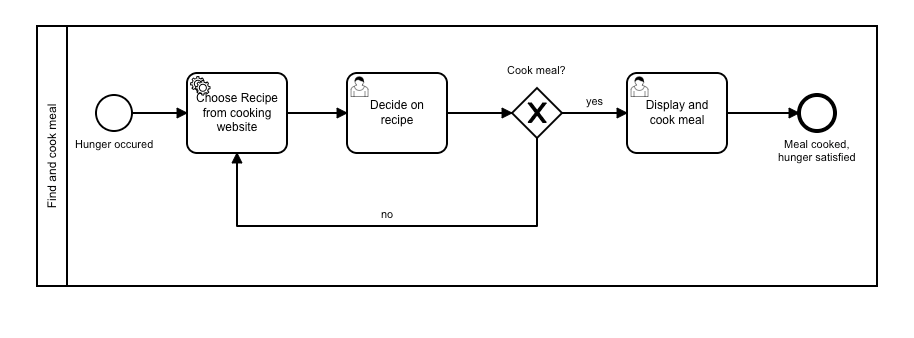 Find and cook meal
Hunger occured
Choose Recipe
from cooking
website
Decide on
recipe
Cook meal?
X
yes
no
Display and
cook meal
Meal cooked,
hunger satisfied